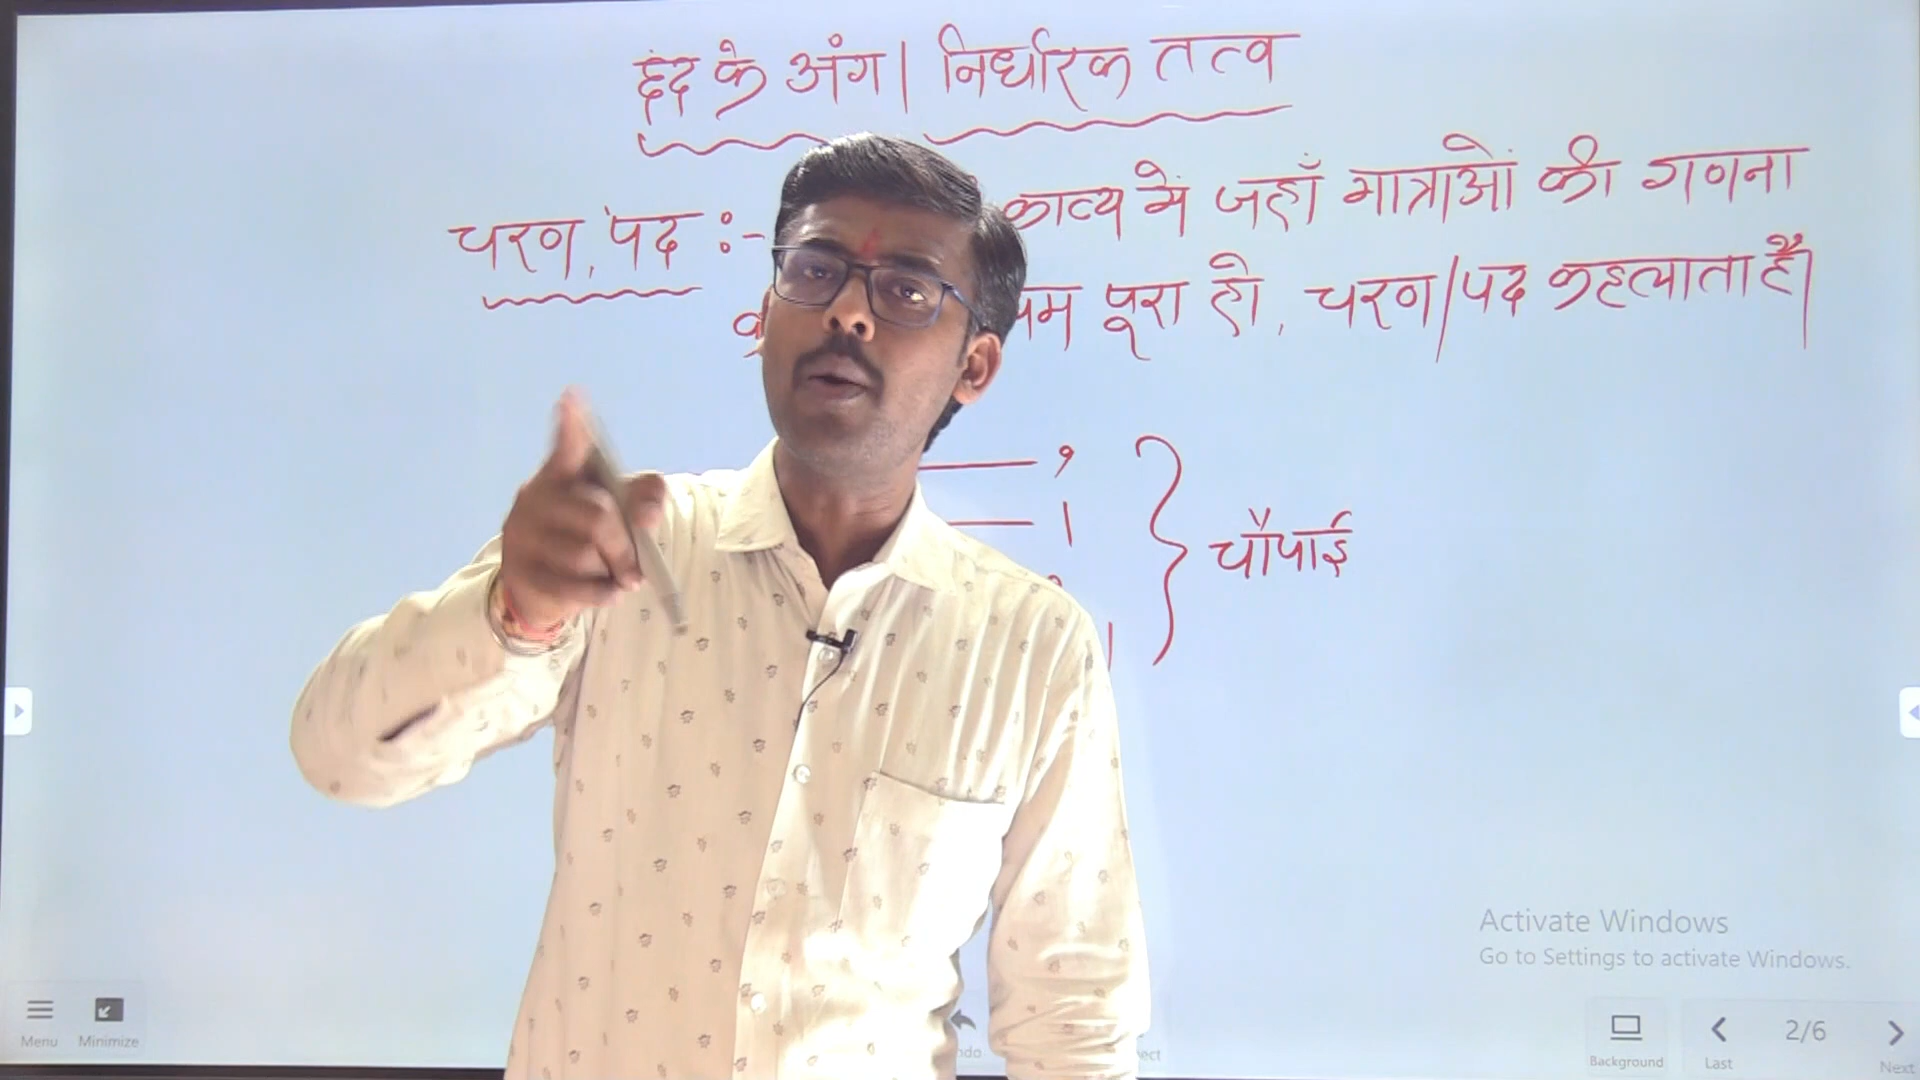 छंद के अंग। निर्धारक तत्व
चरण, पद :- काव्य में जहाँ मात्राओं की गणना
पूरा हो, चरण/पद कहलाता है।
,
।
चौपाई
।
Activate Windows
Go to Settings to activate Windows.
Menu Minimize Background Last 2/6 Next